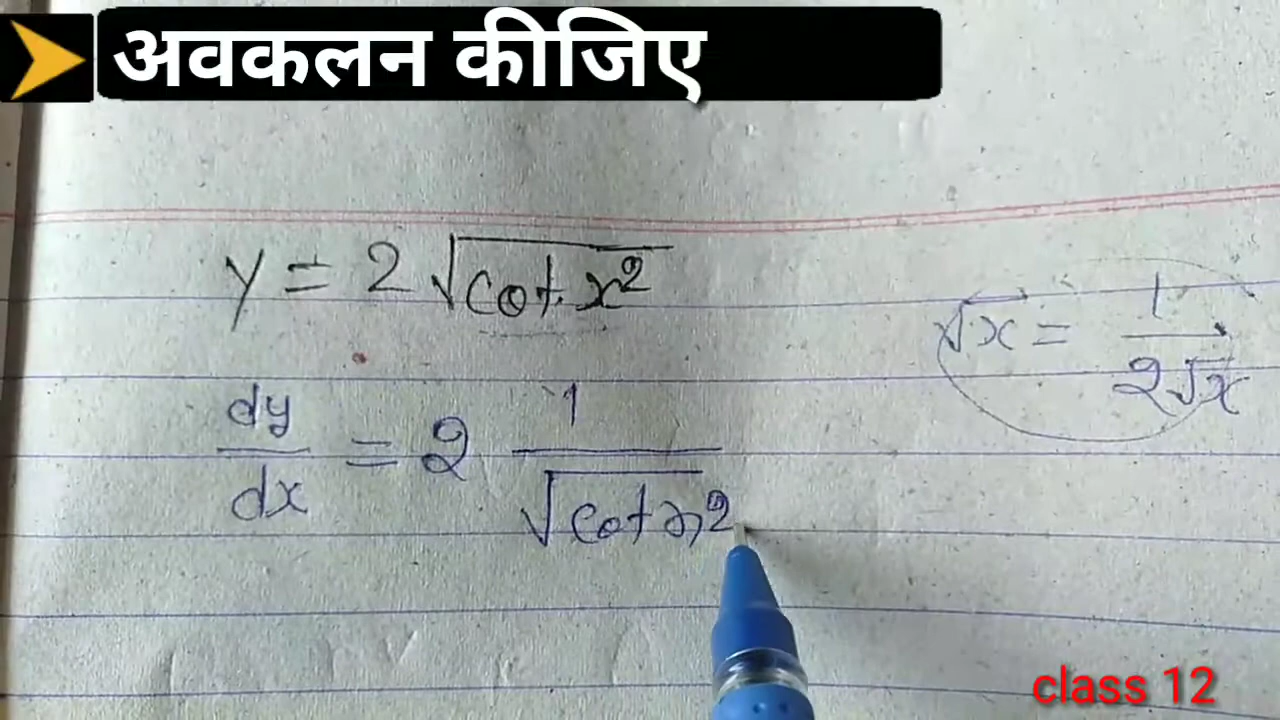 अवकलन कीजिए
y = 2 √cot x²
√x = 1/2√x
dy/dx = 2 1/√cot x²
class 12